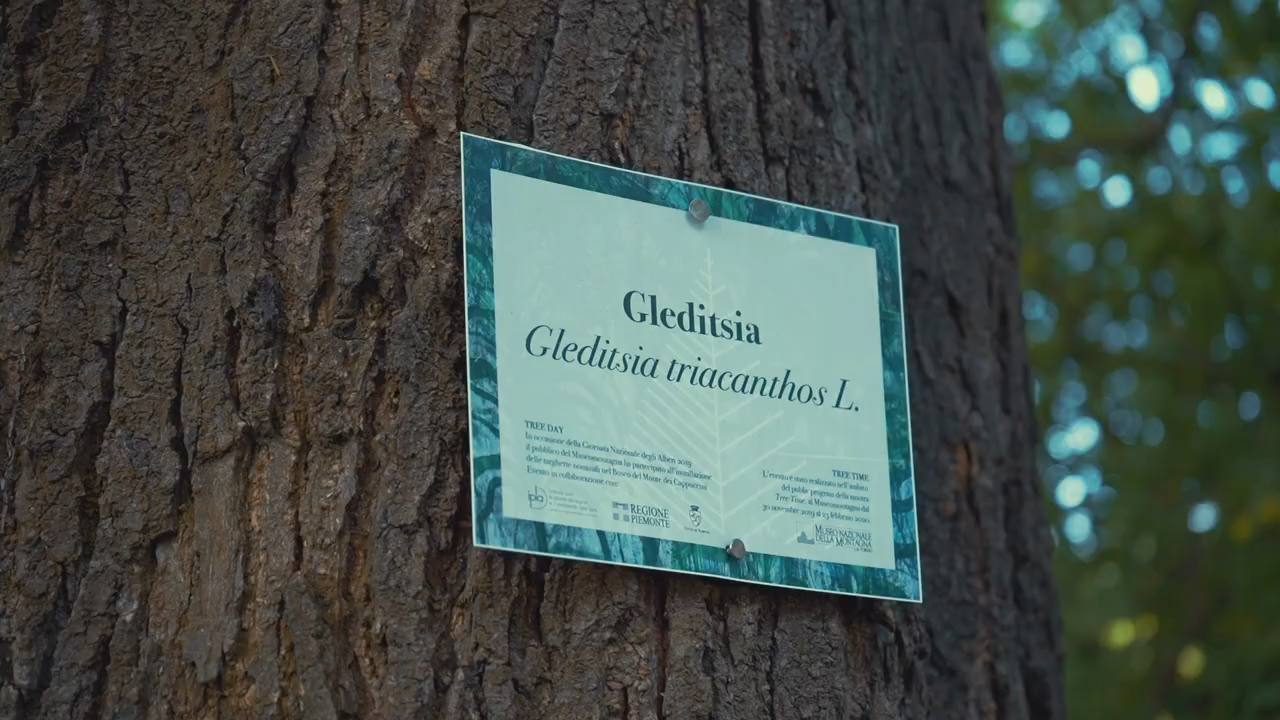 Gleditsia
Gleditsia triacanthos L.
TREE DAY
In occasione della Giornata Nazionale degli Alberi 2019
il pubblico del Museomontagna ha partecipato all'installazione
delle targhette nominali nel Bosco del Monte dei Cappuccini
Evento in collaborazione con:
ipla
REGIONE
PIEMONTE
TREE TIME
L'evento è stato realizzato nell'ambito
del public program della mostra
Tree Time, al Museomontagna dal
30 novembre 2019 al 23 febbraio 2020.
MUSEO NAZIONALE
DELLA MONTAGNA